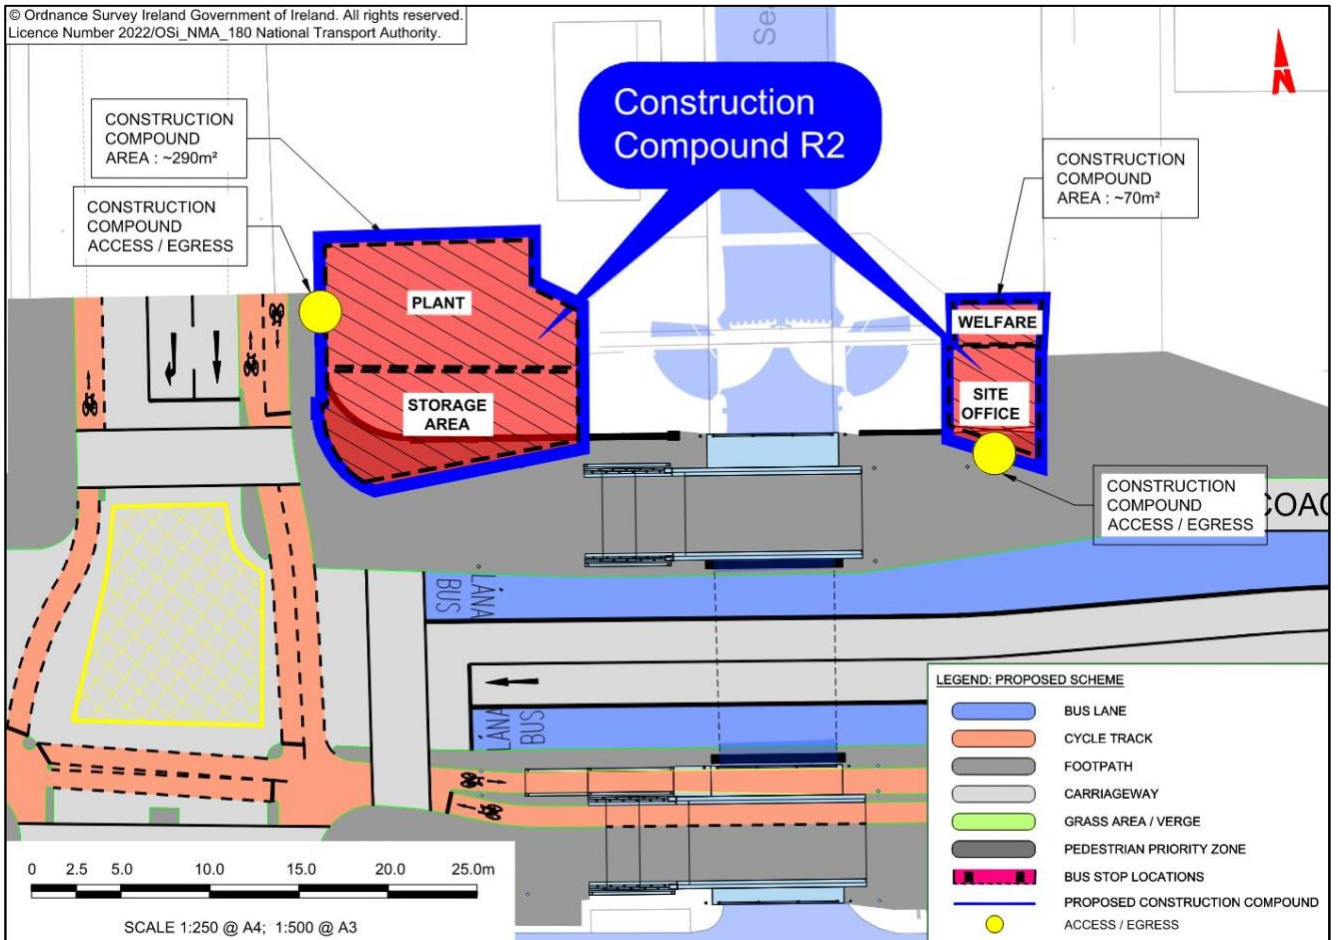 © Ordnance Survey Ireland Government of Ireland. All rights reserved.
Licence Number 2022/OSi_NMA_180 National Transport Authority.
N
Construction
Compound R2
CONSTRUCTION
COMPOUND
AREA : ~290m²
CONSTRUCTION
COMPOUND
AREA : ~70m²
CONSTRUCTION
COMPOUND
ACCESS / EGRESS
PLANT
WELFARE
STORAGE
AREA
SITE
OFFICE
CONSTRUCTION
COMPOUND
ACCESS / EGRESS
LÁNA
BUS
LÁNA
BUS
LEGEND: PROPOSED SCHEME
BUS LANE
CYCLE TRACK
FOOTPATH
CARRIAGEWAY
GRASS AREA / VERGE
PEDESTRIAN PRIORITY ZONE
BUS STOP LOCATIONS
PROPOSED CONSTRUCTION COMPOUND
ACCESS / EGRESS
0 2.5 5.0 10.0 15.0 20.0 25.0m
SCALE 1:250 @ A4; 1:500 @ A3